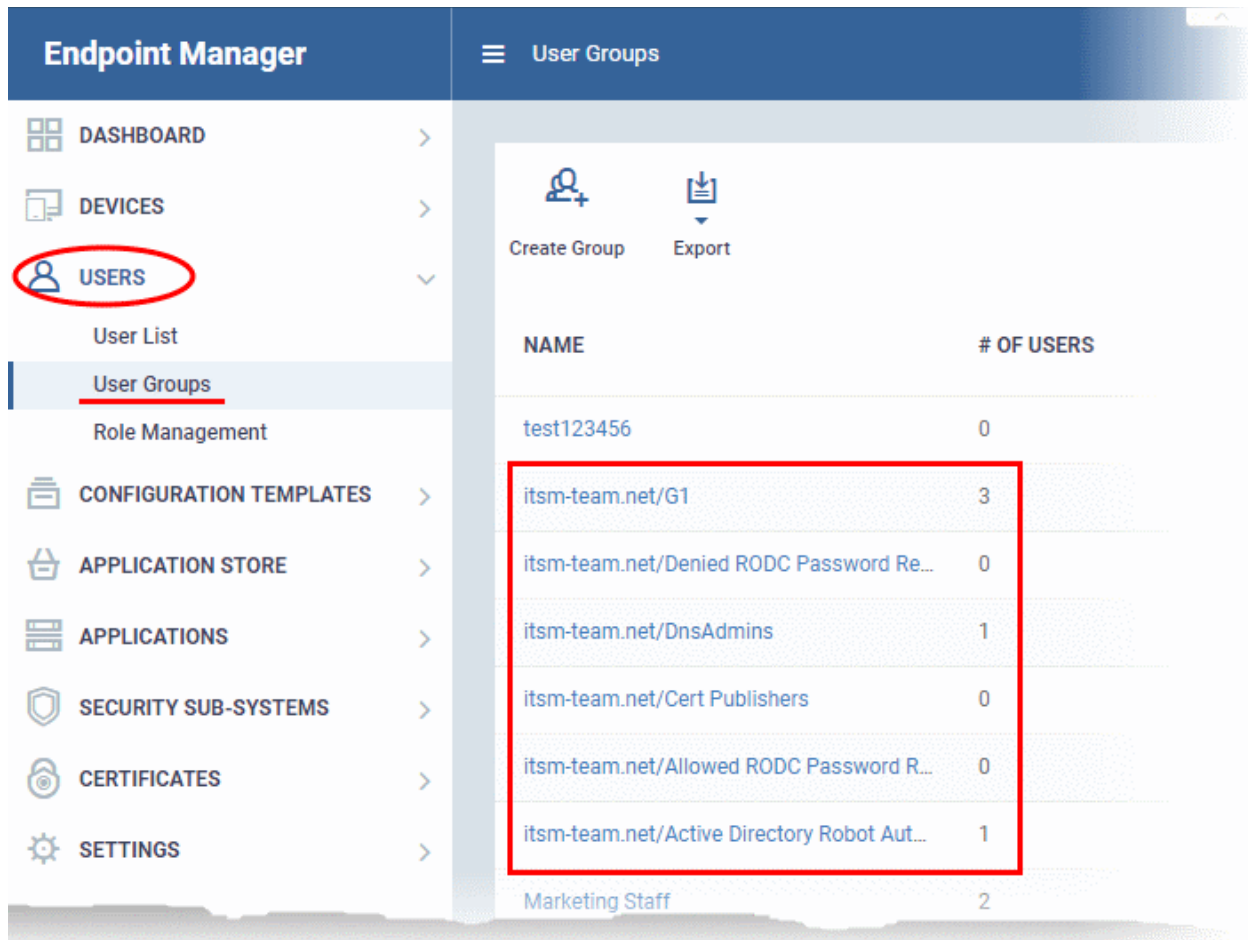 Endpoint Manager
User Groups
DASHBOARD
DEVICES
USERS
User List
User Groups
Role Management
CONFIGURATION TEMPLATES
APPLICATION STORE
APPLICATIONS
SECURITY SUB-SYSTEMS
CERTIFICATES
SETTINGS
Create Group Export
NAME # OF USERS
test123456 0
itsm-team.net/G1 3
itsm-team.net/Denied RODC Password Re... 0
itsm-team.net/DnsAdmins 1
itsm-team.net/Cert Publishers 0
itsm-team.net/Allowed RODC Password R... 0
itsm-team.net/Active Directory Robot Aut... 1
Marketing Staff 2